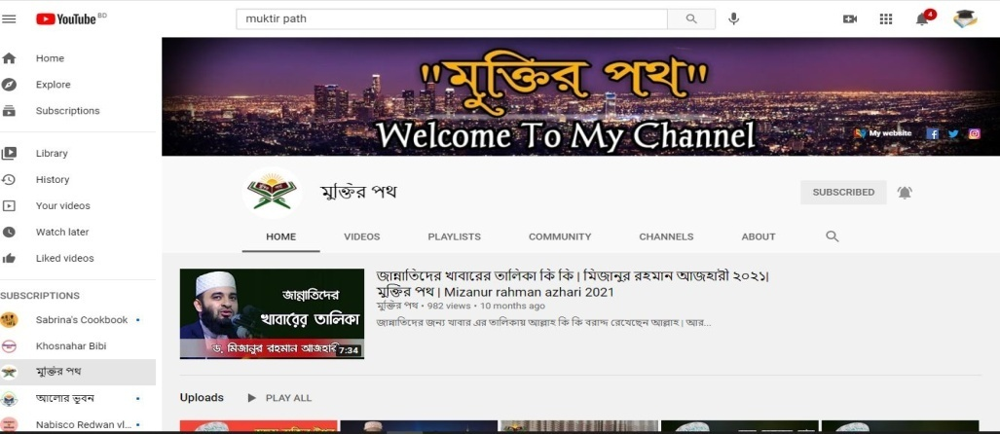 YouTube BD
muktir path
4
Home
Explore
Subscriptions
Library
History
Your videos
Watch later
Liked videos
SUBSCRIPTIONS
Sabrina's Cookbook
Khosnahar Bibi
মুক্তির পথ
আলোর ভুবন
Nabisco Redwan vl...
"মুক্তির পথ"
Welcome To My Channel
My website
মুক্তির পথ
SUBSCRIBED
HOME VIDEOS PLAYLISTS COMMUNITY CHANNELS ABOUT
জান্নাতিদের
খাবারের তালিকা
ড. মিজানুর রহমান আজহারী
7:34
জান্নাতিদের খাবারের তালিকা কি কি | মিজানুর রহমান আজহারী ২০২১|
মুক্তির পথ | Mizanur rahman azhari 2021
মুক্তির পথ • 982 views • 10 months ago
জান্নাতিদের জন্য খাবার এর তালিকায় আল্লাহ কি কি বরাদ্দ রেযেছেন আল্লাহ | আর...
Uploads PLAY ALL